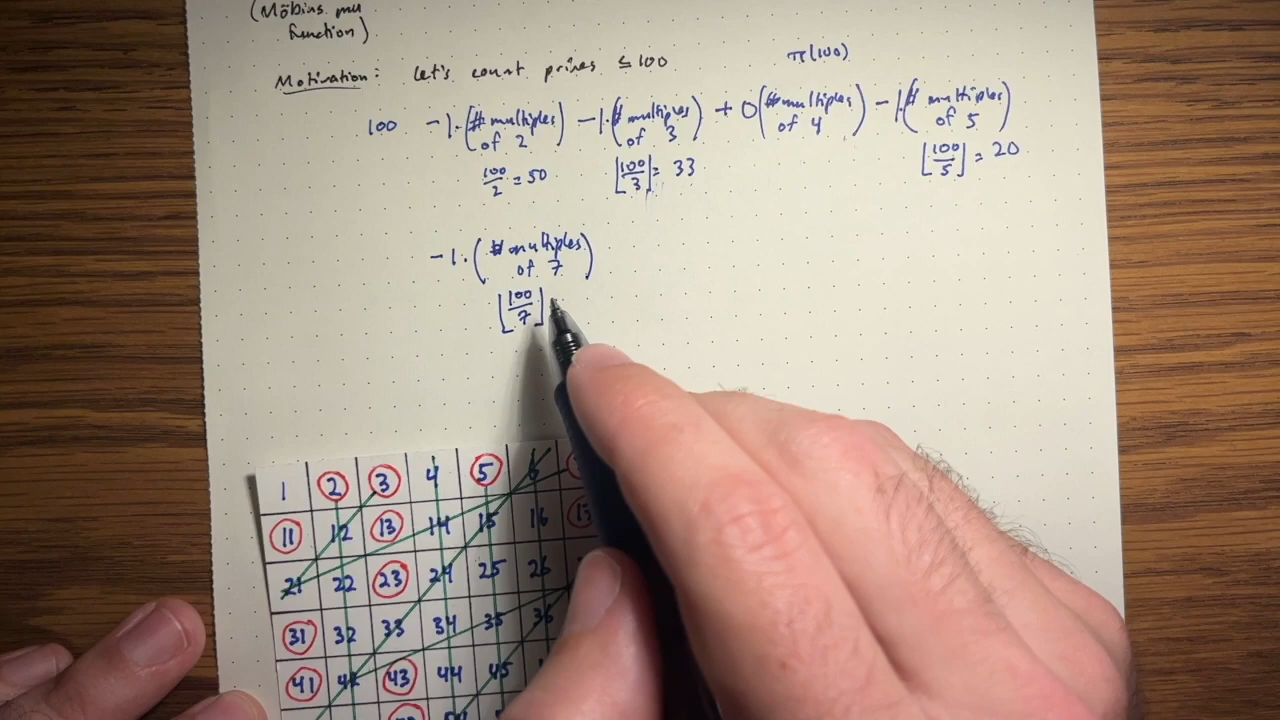 (Möbius mu
function)
Motivation: Let's count primes ≤ 100 π(100)
100 -1·(# multiples of 2) -1·(# multiples of 3) + 0(# multiples of 4) -1·(# multiples of 5)
100/2 = 50 ⌊100/3⌋ = 33 ⌊100/5⌋ = 20
-1·(# multiples of 7)
⌊100/7⌋
1 2 3 4 5 6
11 12 13 14 15 16
21 22 23 24 25 26
31 32 33 34 35 36
41 42 43 44 45